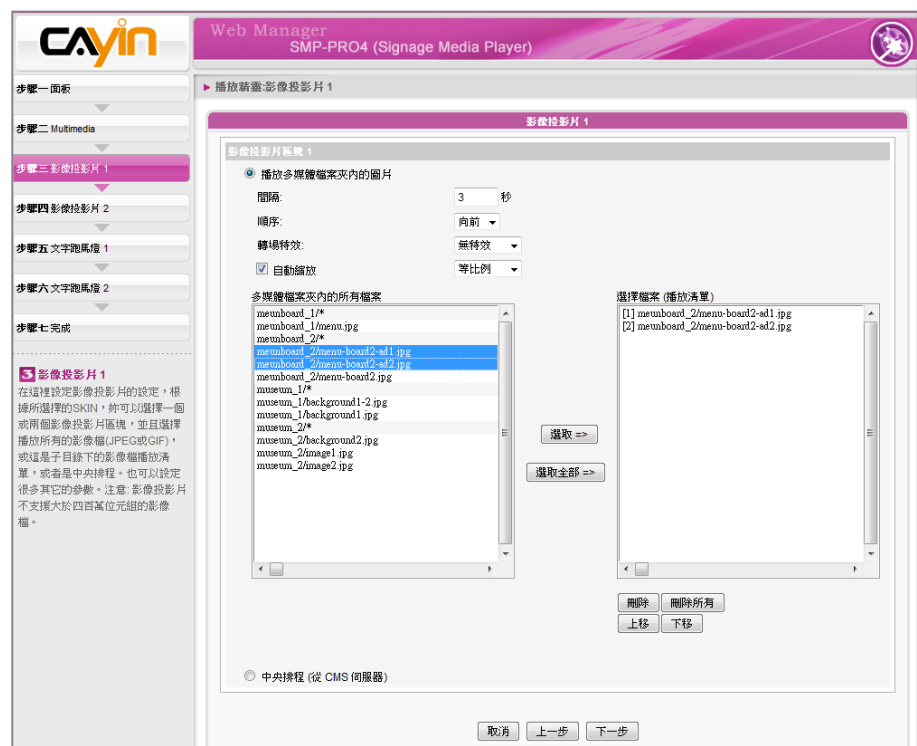 CAYIN
Web Manager
SMP-PRO4 (Signage Media Player)
步驟一 面板
步驟二 Multimedia
步驟三 影像投影片 1
步驟四 影像投影片 2
步驟五 文字跑馬燈 1
步驟六 文字跑馬燈 2
步驟七 完成
3 影像投影片 1
在這裡設定影像投影片的設定，根
據所選擇的SKIN，妳可以選擇一個
或兩個影像投影片區塊，並且選擇
播放所有的影像檔(JPEG或GIF)，
或這是子目錄下的影像檔播放清
單，或者是中央排程。也可以設定
很多其它的參數。注意:影像投影片
不支援大於四百萬位元組的影像
檔。
播放精靈:影像投影片 1
影像投影片 1
影像投影片區塊 1
播放多媒體檔案夾內的圖片
間隔: 3 秒
順序: 向前
轉場特效: 無特效
自動縮放 等比例
多媒體檔案夾內的所有檔案
meunboard_1/*
meunboard_1/menu.jpg
meunboard_2/*
meunboard_2/menu-board2-ad1.jpg
meunboard_2/menu-board2-ad2.jpg
meunboard_2/menu-board2.jpg
museum_1/*
museum_1/background1-2.jpg
museum_1/background1.jpg
museum_2/*
museum_2/background2.jpg
museum_2/image1.jpg
museum_2/image2.jpg
選取 =>
選取全部 =>
選擇檔案 (播放清單)
[1] meunboard_2/menu-board2-ad1.jpg
[2] meunboard_2/menu-board2-ad2.jpg
刪除 刪除所有
上移 下移
中央排程 (從 CMS 伺服器)
取消 上一步 下一步